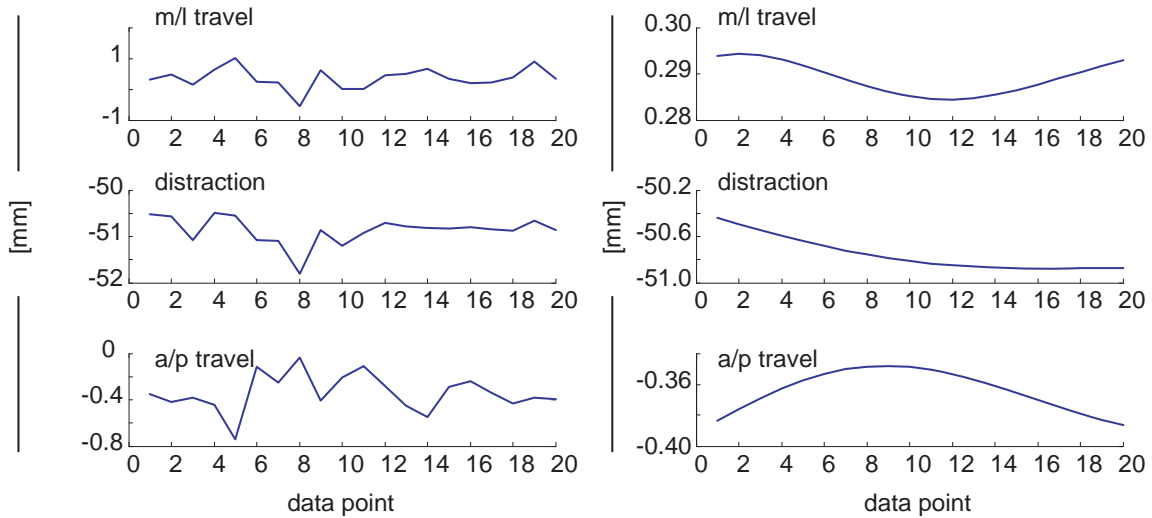 m/l travel
1
-1
0 2 4 6 8 10 12 14 16 18 20
distraction
-50
-51
-52
0 2 4 6 8 10 12 14 16 18 20
[mm]
a/p travel
0
-0.4
-0.8
0 2 4 6 8 10 12 14 16 18 20
data point
m/l travel
0.30
0.29
0.28
0 2 4 6 8 10 12 14 16 18 20
distraction
-50.2
-50.6
-51.0
0 2 4 6 8 10 12 14 16 18 20
[mm]
a/p travel
-0.36
-0.40
0 2 4 6 8 10 12 14 16 18 20
data point